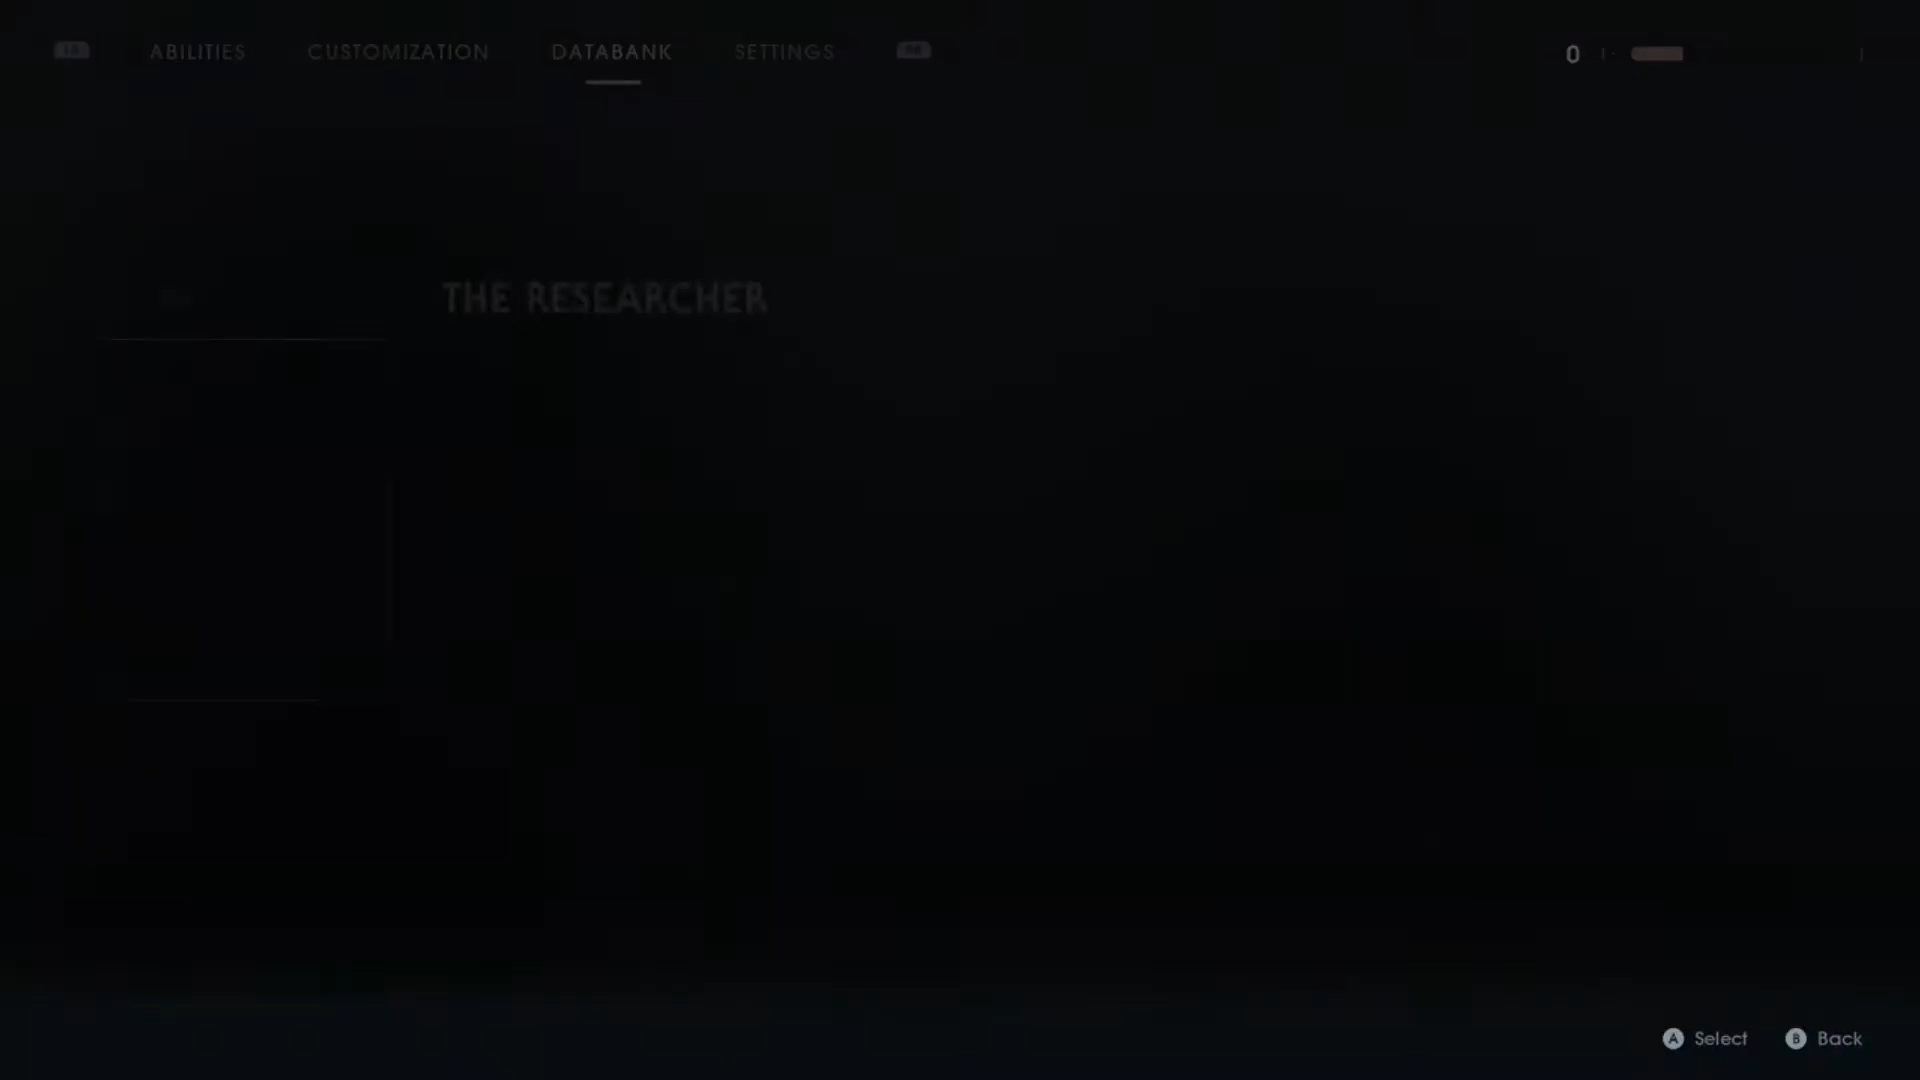 ABILITIES CUSTOMIZATION DATABANK SETTINGS 0
THE RESEARCHER
A Select B Back